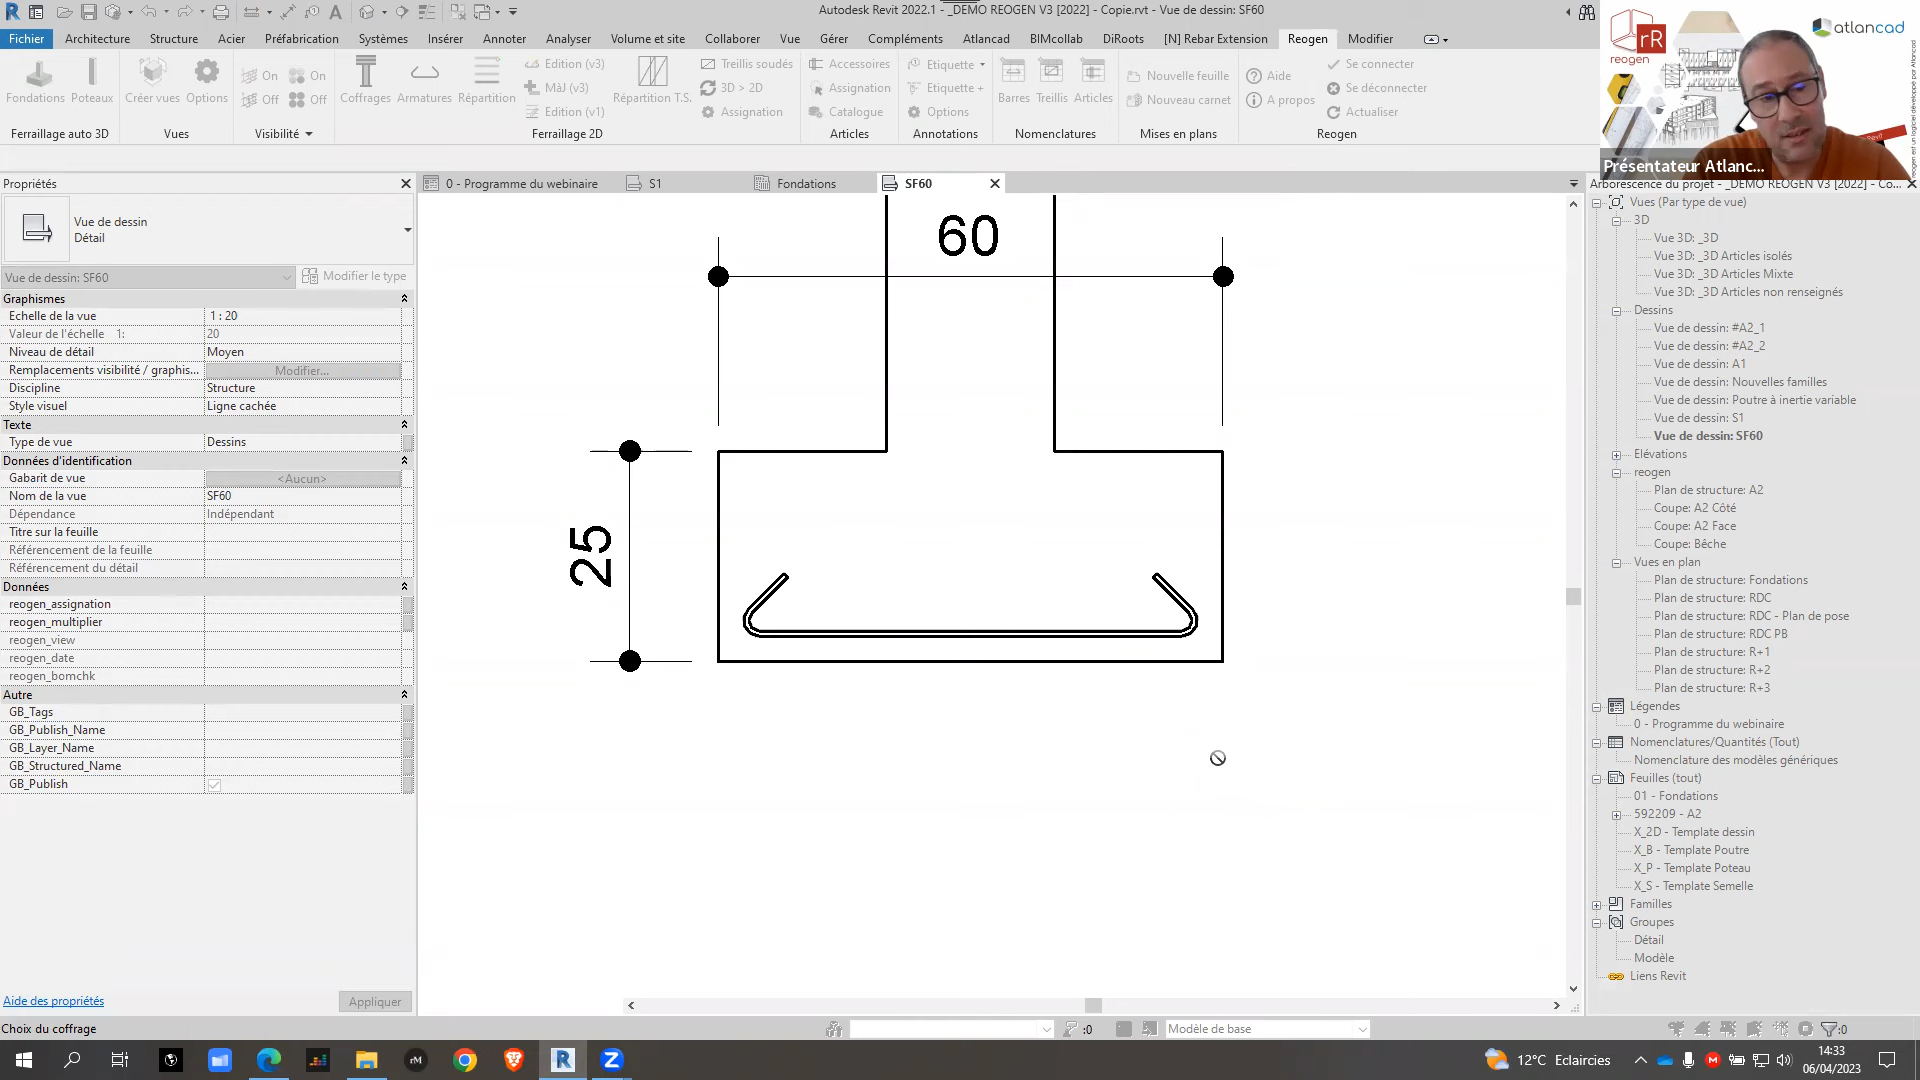 Autodesk Revit 2022.1 - _DEMO REOGEN V3 [2022] - Copie.rvt - Vue de dessin: SF60
Fichier Architecture Structure Acier Préfabrication Systèmes Insérer Annoter Analyser Volume et site Collaborer Vue Gérer Compléments Atlancad BIMcollab DiRoots [N] Rebar Extension Reogen Modifier
Fondations Poteaux
Ferraillage auto 3D
Créer vues Options
Vues
On On
Off Off
Visibilité
Coffrages Armatures Répartition
Edition (v3)
MàJ (v3)
Edition (v1)
Répartition T.S.
Treillis soudés
3D > 2D
Assignation
Ferraillage 2D
Accessoires
Assignation
Catalogue
Articles
Etiquette
Etiquette +
Options
Annotations
Barres Treillis Articles
Nomenclatures
Nouvelle feuille
Nouveau carnet
Mises en plans
Aide
A propos
Se connecter
Se déconnecter
Actualiser
Reogen
rR
reogen
atlancad
Présentateur Atlanc...
Propriétés
0 - Programme du webinaire S1 Fondations SF60
Vue de dessin
Détail
Vue de dessin: SF60
Modifier le type
Graphismes
Echelle de la vue 1 : 20
Valeur de l'échelle 1: 20
Niveau de détail Moyen
Remplacements visibilité / graphis... Modifier...
Discipline Structure
Style visuel Ligne cachée
Texte
Type de vue Dessins
Données d'identification
Gabarit de vue <Aucun>
Nom de la vue SF60
Dépendance Indépendant
Titre sur la feuille
Référencement de la feuille
Référencement du détail
Données
reogen_assignation
reogen_multiplier
reogen_view
reogen_date
reogen_bomchk
Autre
GB_Tags
GB_Publish_Name
GB_Layer_Name
GB_Structured_Name
GB_Publish
Aide des propriétés Appliquer
60
25
Arborescence du projet - _DEMO REOGEN V3 [2022] - Co...
Vues (Par type de vue)
3D
Vue 3D: _3D
Vue 3D: _3D Articles isolés
Vue 3D: _3D Articles Mixte
Vue 3D: _3D Articles non renseignés
Dessins
Vue de dessin: #A2_1
Vue de dessin: #A2_2
Vue de dessin: A1
Vue de dessin: Nouvelles familles
Vue de dessin: Poutre à inertie variable
Vue de dessin: S1
Vue de dessin: SF60
Elévations
reogen
Plan de structure: A2
Coupe: A2 Côté
Coupe: A2 Face
Coupe: Bêche
Vues en plan
Plan de structure: Fondations
Plan de structure: RDC
Plan de structure: RDC - Plan de pose
Plan de structure: RDC PB
Plan de structure: R+1
Plan de structure: R+2
Plan de structure: R+3
Légendes
0 - Programme du webinaire
Nomenclatures/Quantités (Tout)
Nomenclature des modèles génériques
Feuilles (tout)
01 - Fondations
592209 - A2
X_2D - Template dessin
X_B - Template Poutre
X_P - Template Poteau
X_S - Template Semelle
Familles
Groupes
Détail
Modèle
Liens Revit
Choix du coffrage
:0
Modèle de base
:0
12°C Eclaircies
14:33
06/04/2023